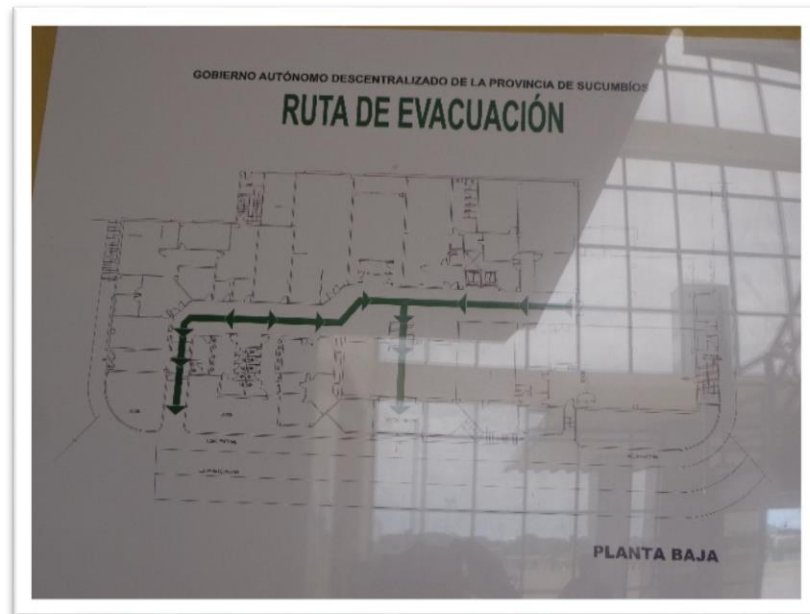 GOBIERNO AUTÓNOMO DESCENTRALIZADO DE LA PROVINCIA DE SUCUMBÍOS
RUTA DE EVACUACIÓN
PLANTA BAJA